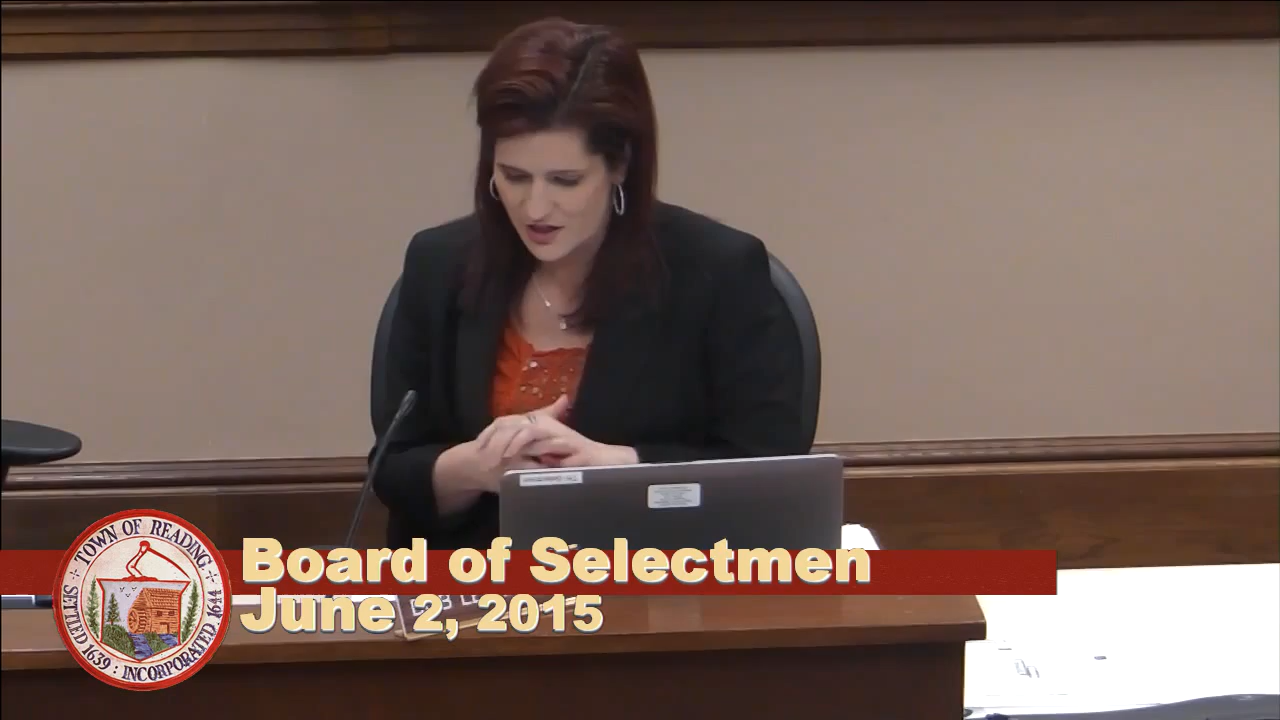 TOWN OF READING
SETTLED 1639 : INCORPORATED 1644
Board of Selectmen
June 2, 2015